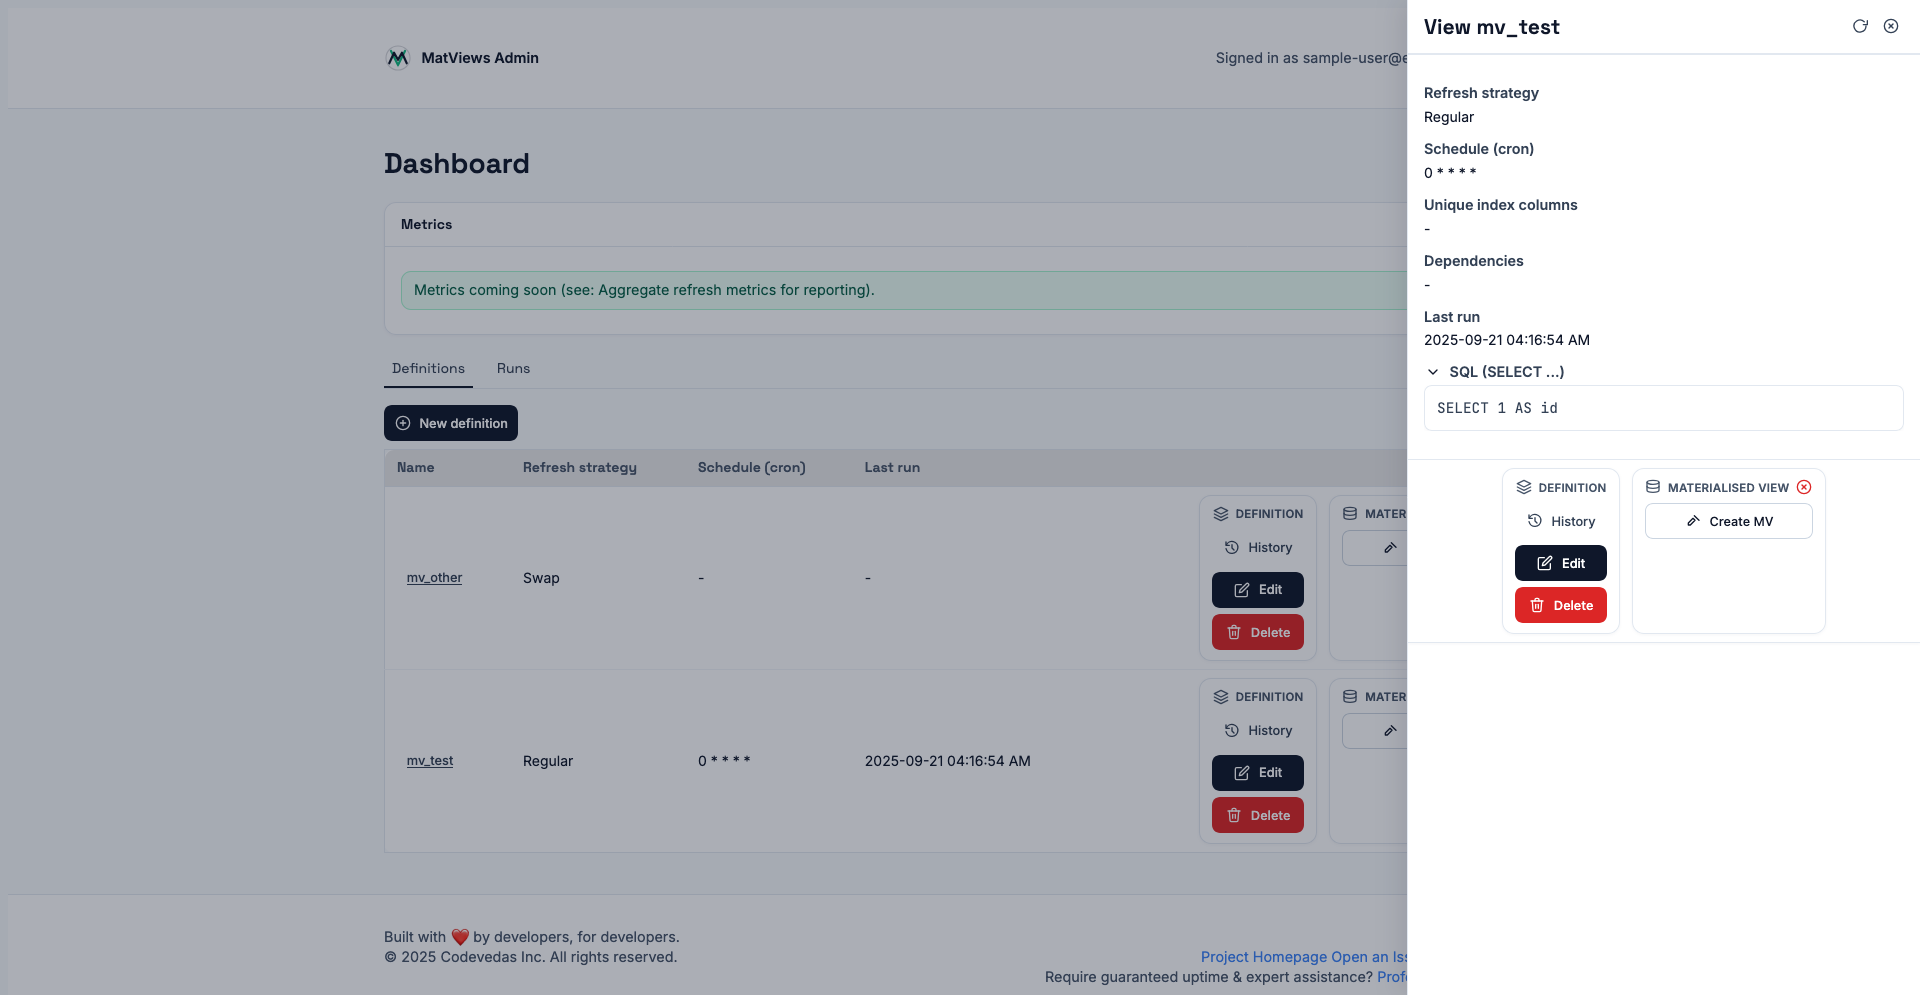 MatViews Admin
Signed in as sample-user@e
Dashboard
Metrics
Metrics coming soon (see: Aggregate refresh metrics for reporting).
Definitions Runs
New definition
Name Refresh strategy Schedule (cron) Last run
mv_other Swap - -
DEFINITION
History
Edit
Delete
MATER
mv_test Regular 0 * * * * 2025-09-21 04:16:54 AM
DEFINITION
History
Edit
Delete
MATER
Built with ❤️ by developers, for developers.
© 2025 Codevedas Inc. All rights reserved.
Project Homepage Open an Iss
Require guaranteed uptime & expert assistance? Profe
View mv_test
Refresh strategy
Regular
Schedule (cron)
0 * * * *
Unique index columns
-
Dependencies
-
Last run
2025-09-21 04:16:54 AM
SQL (SELECT ...)
SELECT 1 AS id
DEFINITION
History
Edit
Delete
MATERIALISED VIEW
Create MV